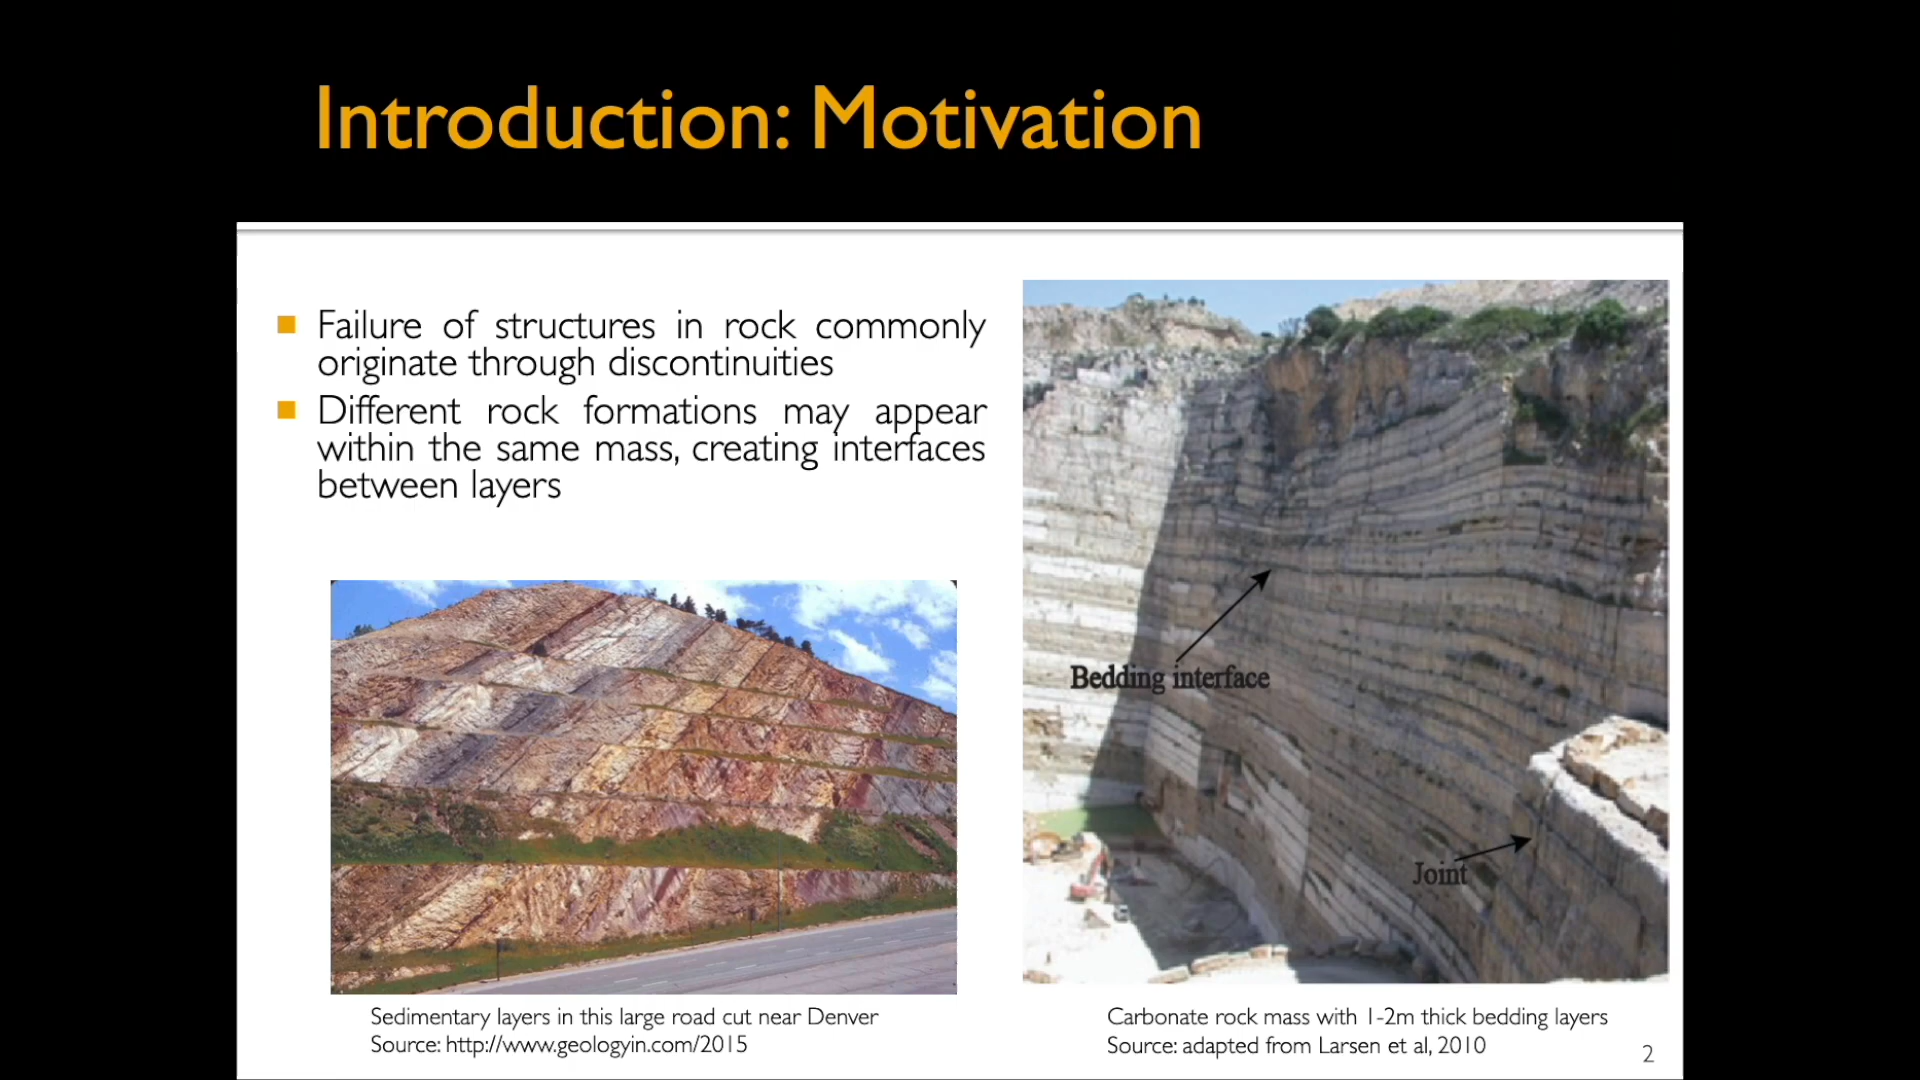 Introduction: Motivation
Failure of structures in rock commonly
originate through discontinuities
Different rock formations may appear
within the same mass, creating interfaces
between layers
Bedding interface
Joint
Sedimentary layers in this large road cut near Denver
Source: http://www.geologyin.com/2015
Carbonate rock mass with 1-2m thick bedding layers
Source: adapted from Larsen et al, 2010
2